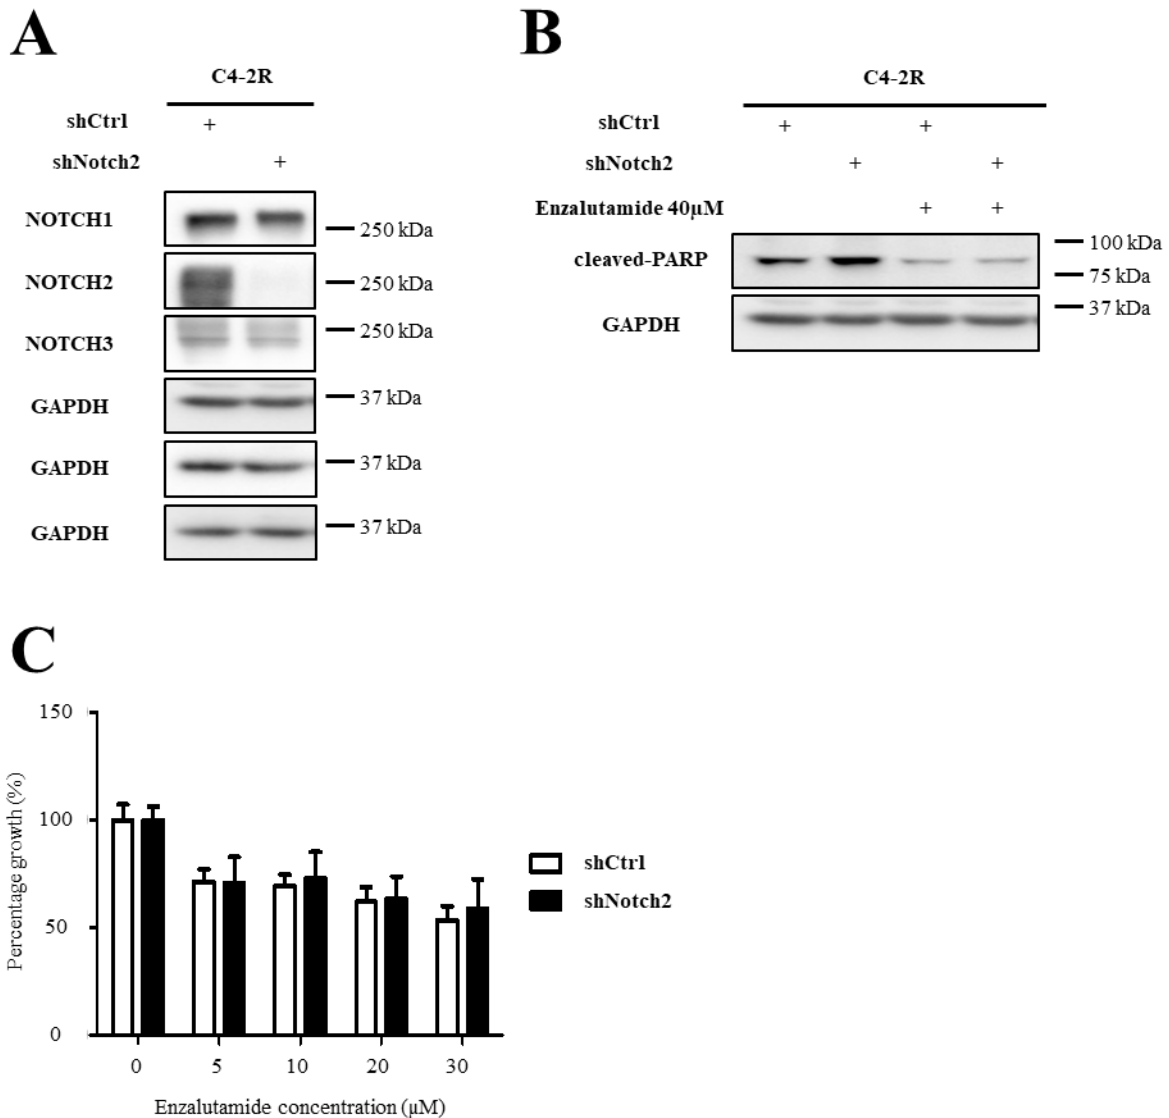 A
C4-2R
shCtrl +
shNotch2 +
NOTCH1
250 kDa
NOTCH2
250 kDa
NOTCH3
250 kDa
GAPDH
37 kDa
GAPDH
37 kDa
GAPDH
37 kDa
B
C4-2R
shCtrl + +
shNotch2 + +
Enzalutamide 40μM + +
cleaved-PARP
100 kDa
75 kDa
GAPDH
37 kDa
C
Percentage growth (%)
150
100
50
0
0 5 10 20 30
Enzalutamide concentration (μM)
shCtrl
shNotch2